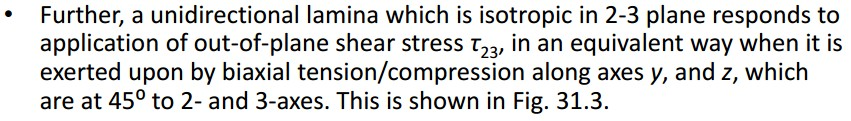 • Further, a unidirectional lamina which is isotropic in 2-3 plane responds to
application of out-of-plane shear stress τ₂₃, in an equivalent way when it is
exerted upon by biaxial tension/compression along axes y, and z, which
are at 45⁰ to 2- and 3-axes. This is shown in Fig. 31.3.